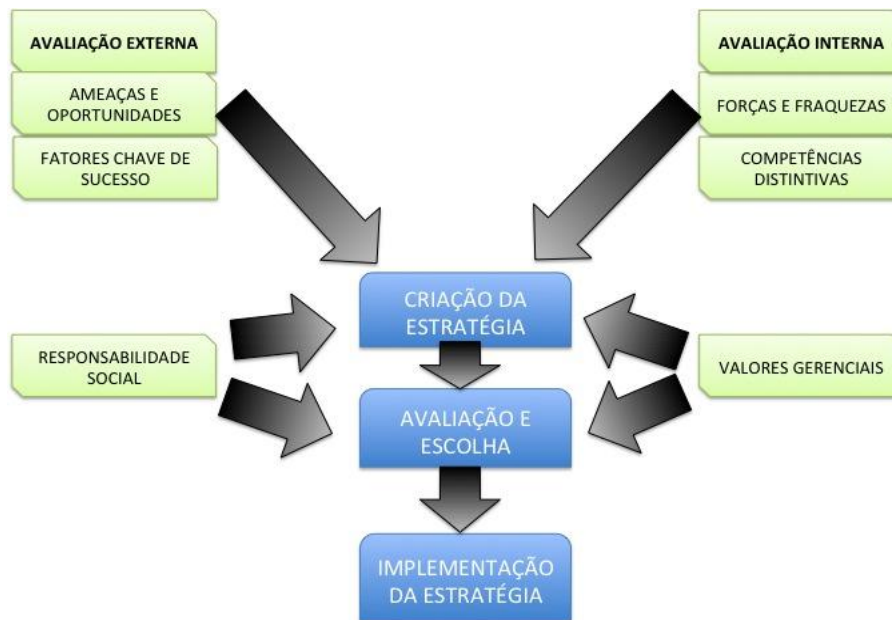 AVALIAÇÃO EXTERNA
AMEAÇAS E
OPORTUNIDADES
FATORES CHAVE DE
SUCESSO
AVALIAÇÃO INTERNA
FORÇAS E FRAQUEZAS
COMPETÊNCIAS
DISTINTIVAS
CRIAÇÃO DA
ESTRATÉGIA
RESPONSABILIDADE
SOCIAL
VALORES GERENCIAIS
AVALIAÇÃO E
ESCOLHA
IMPLEMENTAÇÃO
DA ESTRATÉGIA